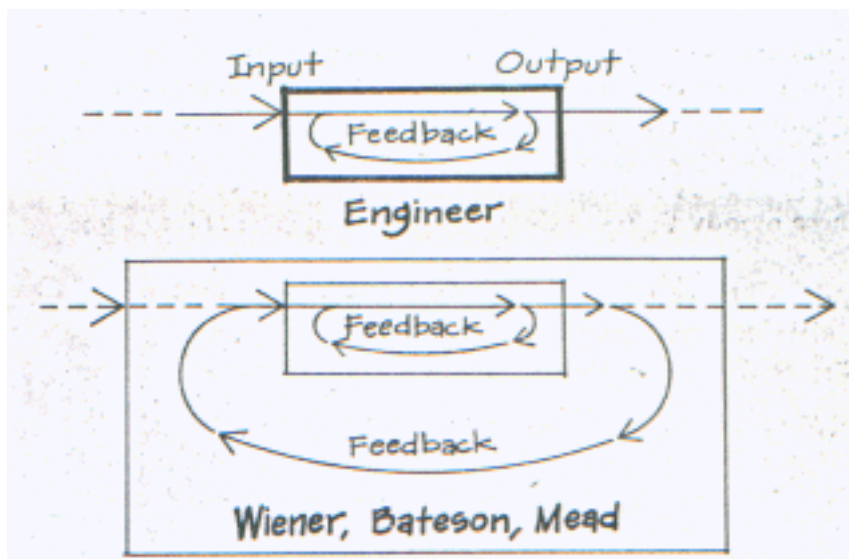 Input Output
Feedback
Engineer
Feedback
Feedback
Wiener, Bateson, Mead